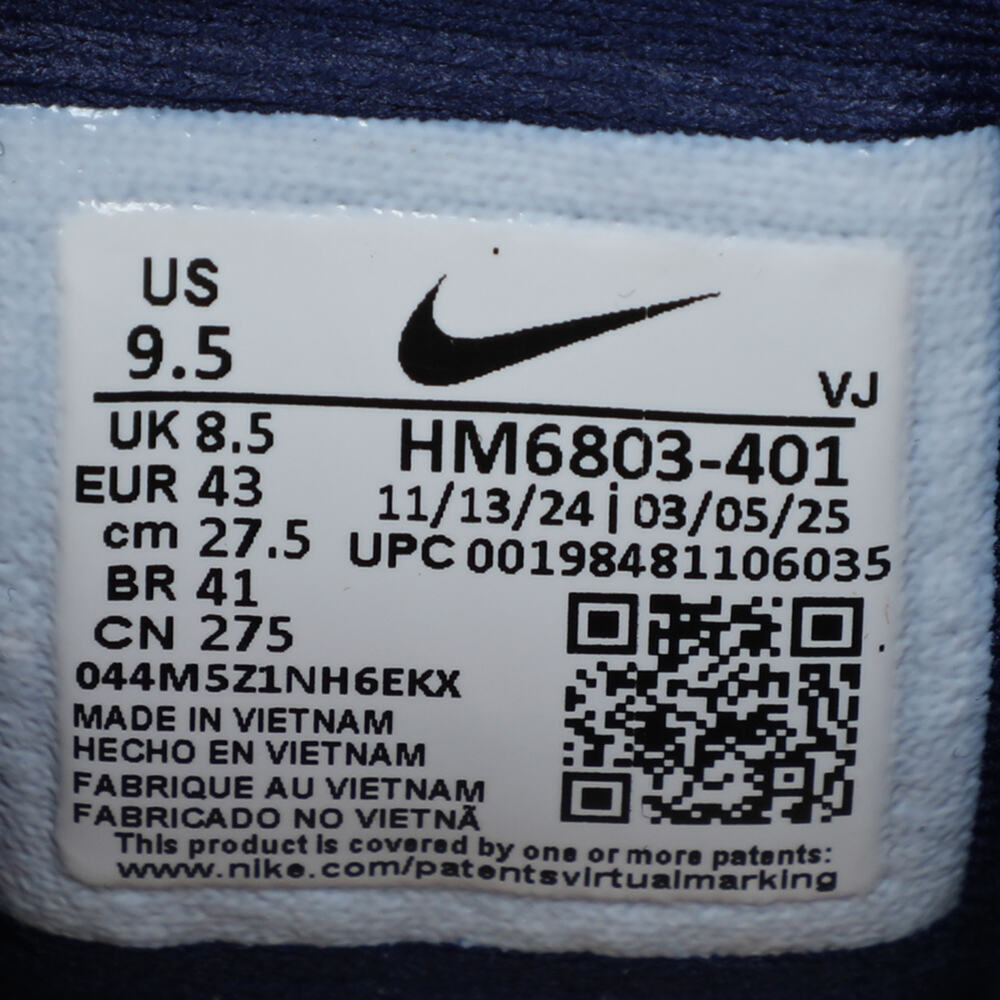 US
9.5
VJ
UK 8.5
EUR 43
cm 27.5
BR 41
CN 275
HM6803-401
11/13/24 | 03/05/25
UPC 00198481106035
044M5Z1NH6EKX
MADE IN VIETNAM
HECHO EN VIETNAM
FABRIQUE AU VIETNAM
FABRICADO NO VIETNÃ
This product is covered by one or more patents:
www.nike.com/patentsvirtualmarking